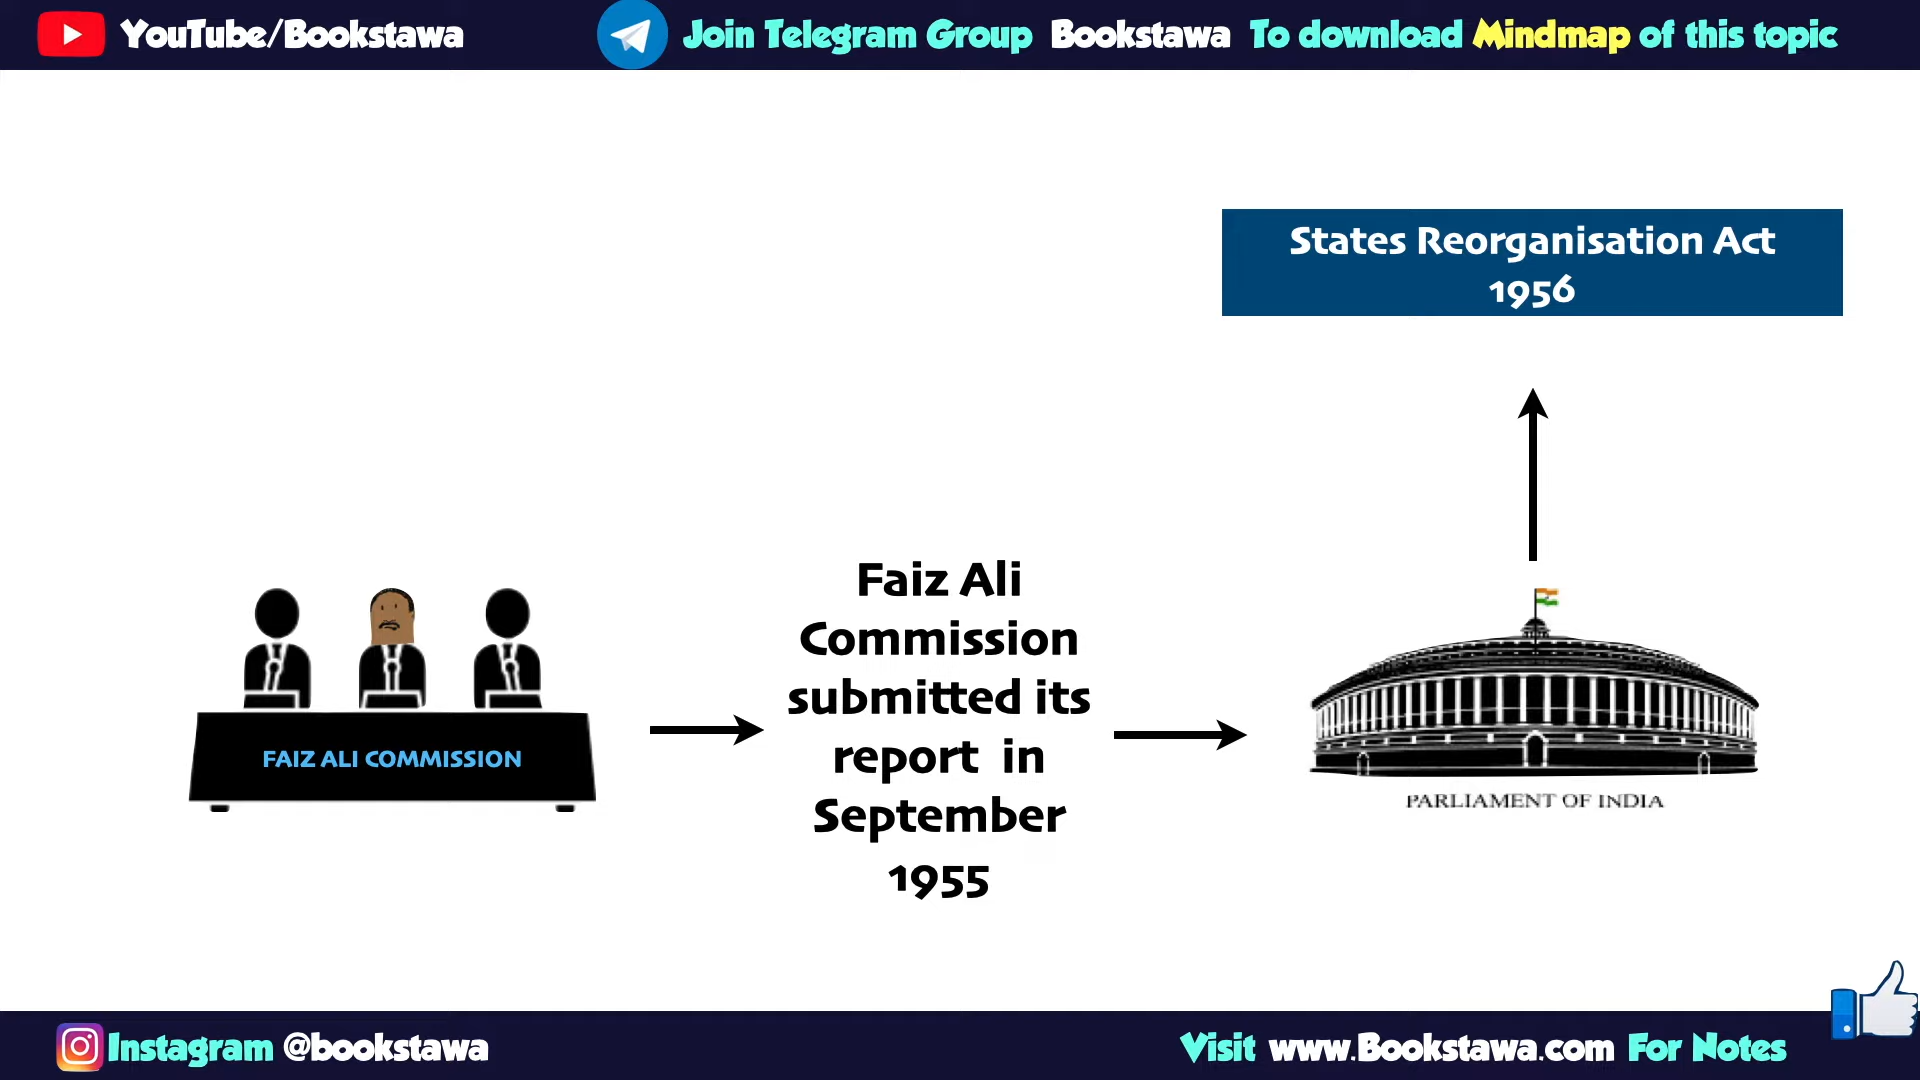 YouTube/Bookstawa
Join Telegram Group Bookstawa To download Mindmap of this topic
States Reorganisation Act
1956
Faiz Ali
Commission
submitted its
report in
September
1955
FAIZ ALI COMMISSION
PARLIAMENT OF INDIA
Instagram @bookstawa
Visit www.Bookstawa.com For Notes